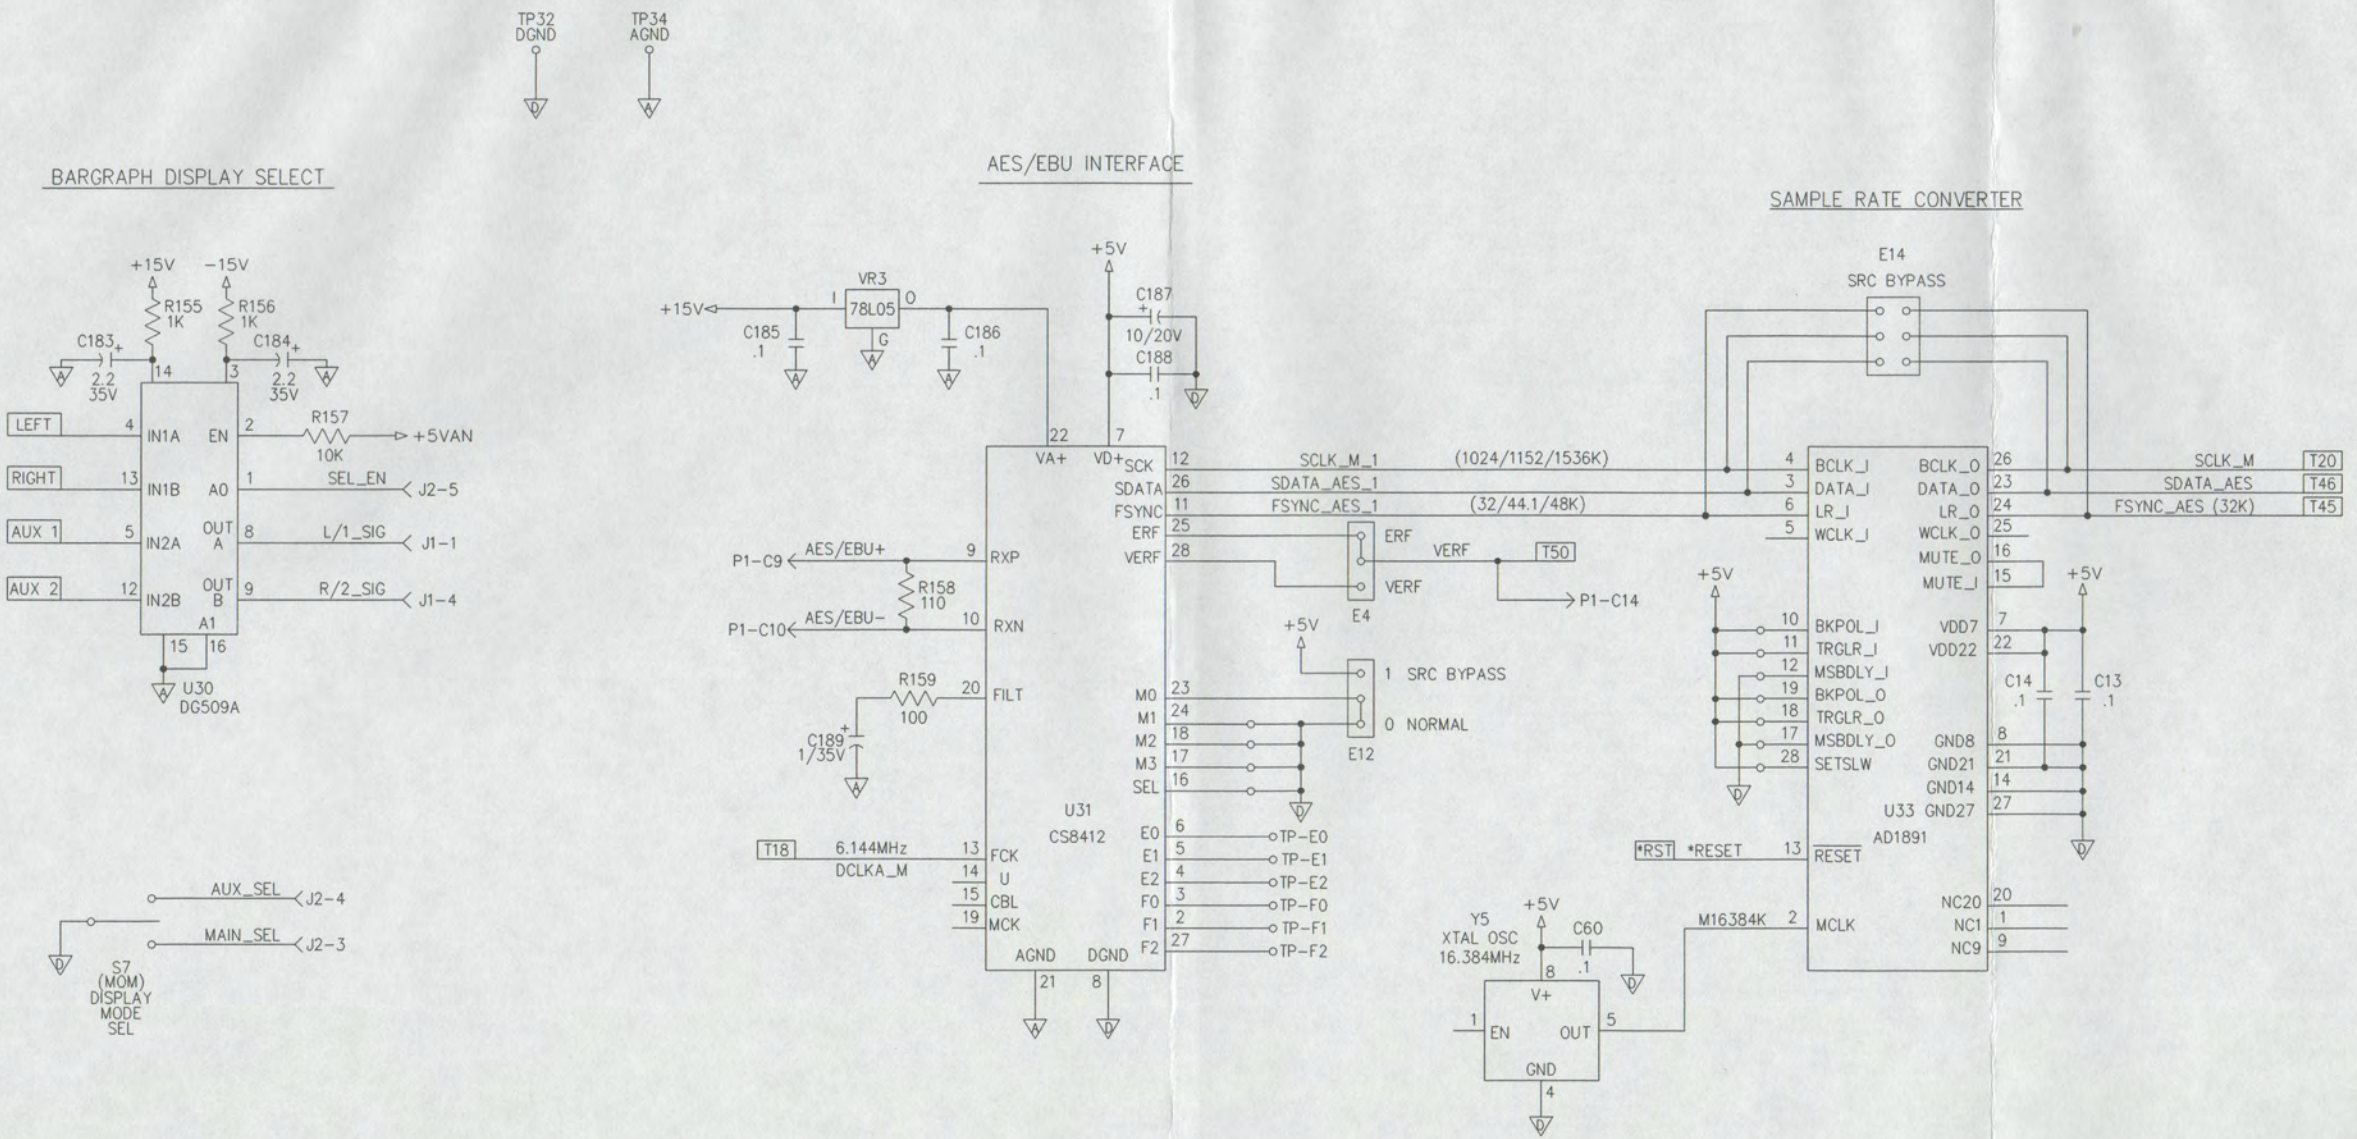 TP32
DGND
D
TP34
AGND
A
BARGRAPH DISPLAY SELECT
+15V
-15V
R155
1K
R156
1K
C183
+
2.2
35V
A
C184
+
2.2
35V
A
14
3
LEFT
4
IN1A
EN
2
R157
10K
+5VAN
RIGHT
13
IN1B
A0
1
SEL_EN
J2-5
AUX 1
5
IN2A
OUT
A
8
L/1_SIG
J1-1
AUX 2
12
IN2B
OUT
B
9
R/2_SIG
J1-4
A1
15
16
A
U30
DG509A
AUX_SEL
J2-4
MAIN_SEL
J2-3
D
S7
(MOM)
DISPLAY
MODE
SEL
AES/EBU INTERFACE
+15V
VR3
I
78L05
O
G
A
C185
.1
A
C186
.1
A
+5V
C187
+
10/20V
C188
.1
D
22
7
VA+
VD+
SCK
12
SCLK_M_1
(1024/1152/1536K)
SDATA
26
SDATA_AES_1
FSYNC
11
FSYNC_AES_1
(32/44.1/48K)
ERF
25
VERF
28
ERF
VERF
T50
VERF
E4
P1-C14
P1-C9
AES/EBU+
9
RXP
R158
110
P1-C10
AES/EBU-
10
RXN
R159
100
20
FILT
C189
+
1/35V
A
+5V
1 SRC BYPASS
0 NORMAL
E12
M0
23
M1
24
M2
18
M3
17
SEL
16
D
U31
CS8412
E0
6
TP-E0
E1
5
TP-E1
E2
4
TP-E2
F0
3
TP-F0
F1
2
TP-F1
F2
27
TP-F2
T18
6.144MHz
DCLKA_M
13
FCK
14
U
15
CBL
19
MCK
AGND
DGND
21
8
A
D
SAMPLE RATE CONVERTER
E14
SRC BYPASS
4
BCLK_I
BCLK_O
26
SCLK_M
T20
3
DATA_I
DATA_O
23
SDATA_AES
T46
6
LR_I
LR_O
24
FSYNC_AES (32K)
T45
5
WCLK_I
WCLK_O
25
MUTE_O
16
MUTE_I
15
+5V
+5V
10
BKPOL_I
VDD7
7
11
TRGLR_I
VDD22
22
12
MSBDLY_I
19
BKPOL_O
18
TRGLR_O
17
MSBDLY_O
28
SETSLW
D
C14
.1
C13
.1
GND8
8
GND21
21
GND14
14
U33
GND27
27
AD1891
D
*RST
*RESET
13
RESET
NC20
20
NC1
1
NC9
9
M16384K
2
MCLK
Y5
XTAL OSC
16.384MHz
+5V
C60
.1
D
8
V+
1
EN
OUT
5
GND
4
D